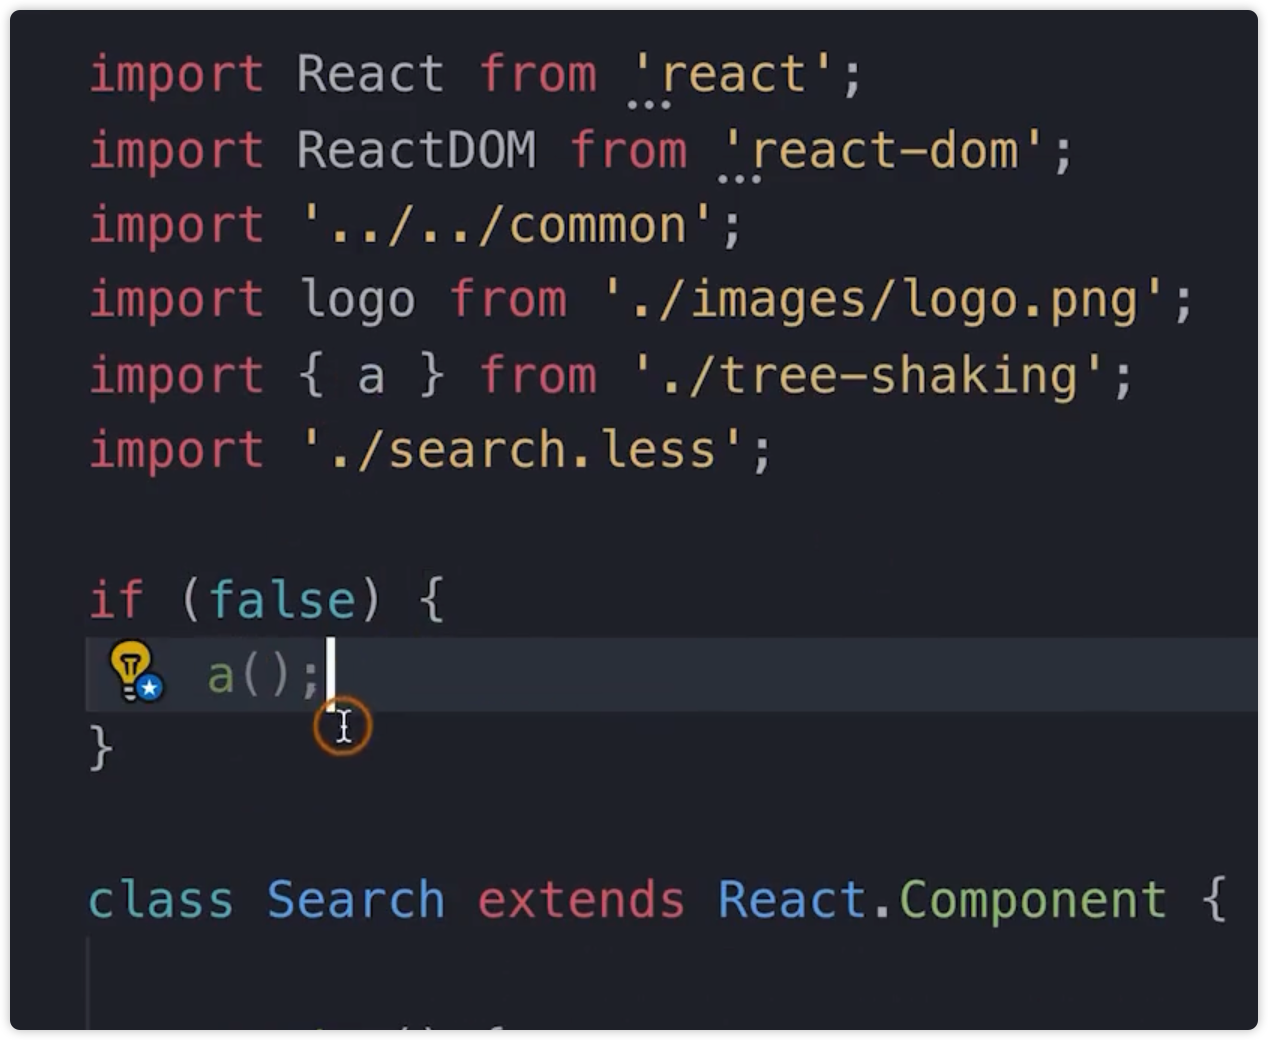 import React from 'react';
import ReactDOM from 'react-dom';
import '../../common';
import logo from './images/logo.png';
import { a } from './tree-shaking';
import './search.less';
if (false) {
a();
}
class Search extends React.Component {